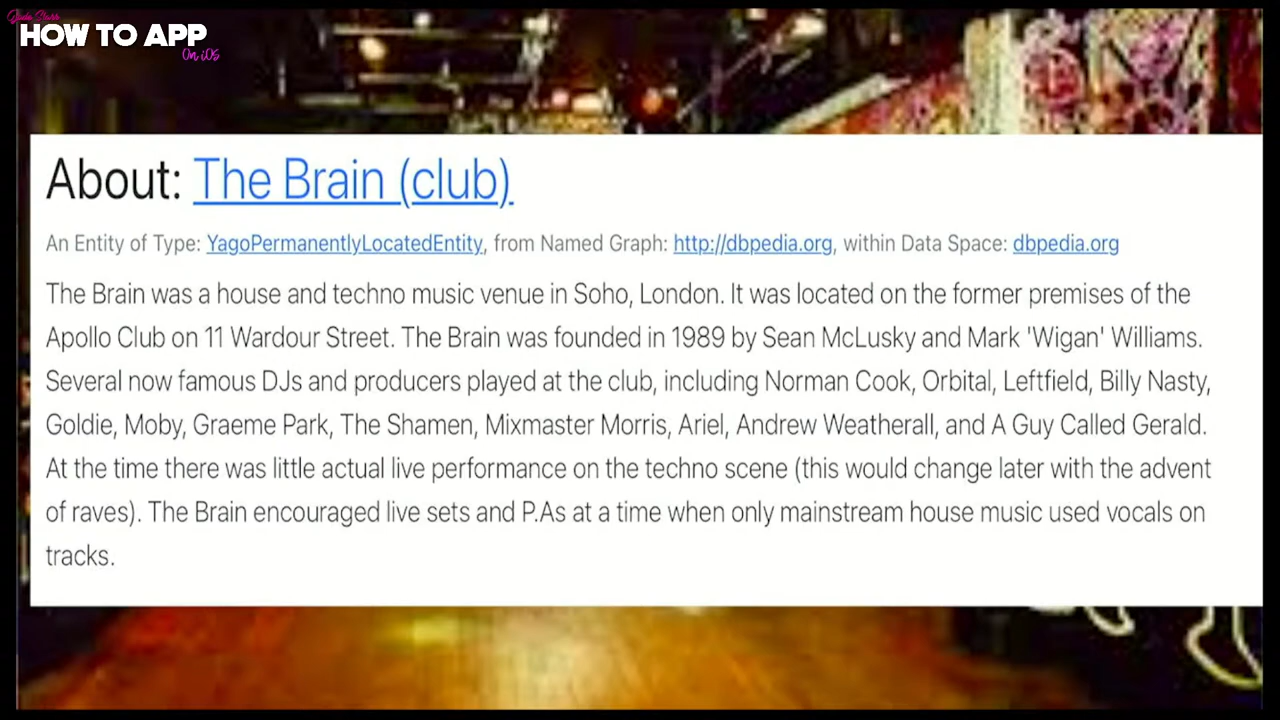 Jade Starr
HOW TO APP
On iOS
About: The Brain (club)
An Entity of Type: YagoPermanentlyLocatedEntity, from Named Graph: http://dbpedia.org, within Data Space: dbpedia.org
The Brain was a house and techno music venue in Soho, London. It was located on the former premises of the
Apollo Club on 11 Wardour Street. The Brain was founded in 1989 by Sean McLusky and Mark 'Wigan' Williams.
Several now famous DJs and producers played at the club, including Norman Cook, Orbital, Leftfield, Billy Nasty,
Goldie, Moby, Graeme Park, The Shamen, Mixmaster Morris, Ariel, Andrew Weatherall, and A Guy Called Gerald.
At the time there was little actual live performance on the techno scene (this would change later with the advent
of raves). The Brain encouraged live sets and P.As at a time when only mainstream house music used vocals on
tracks.